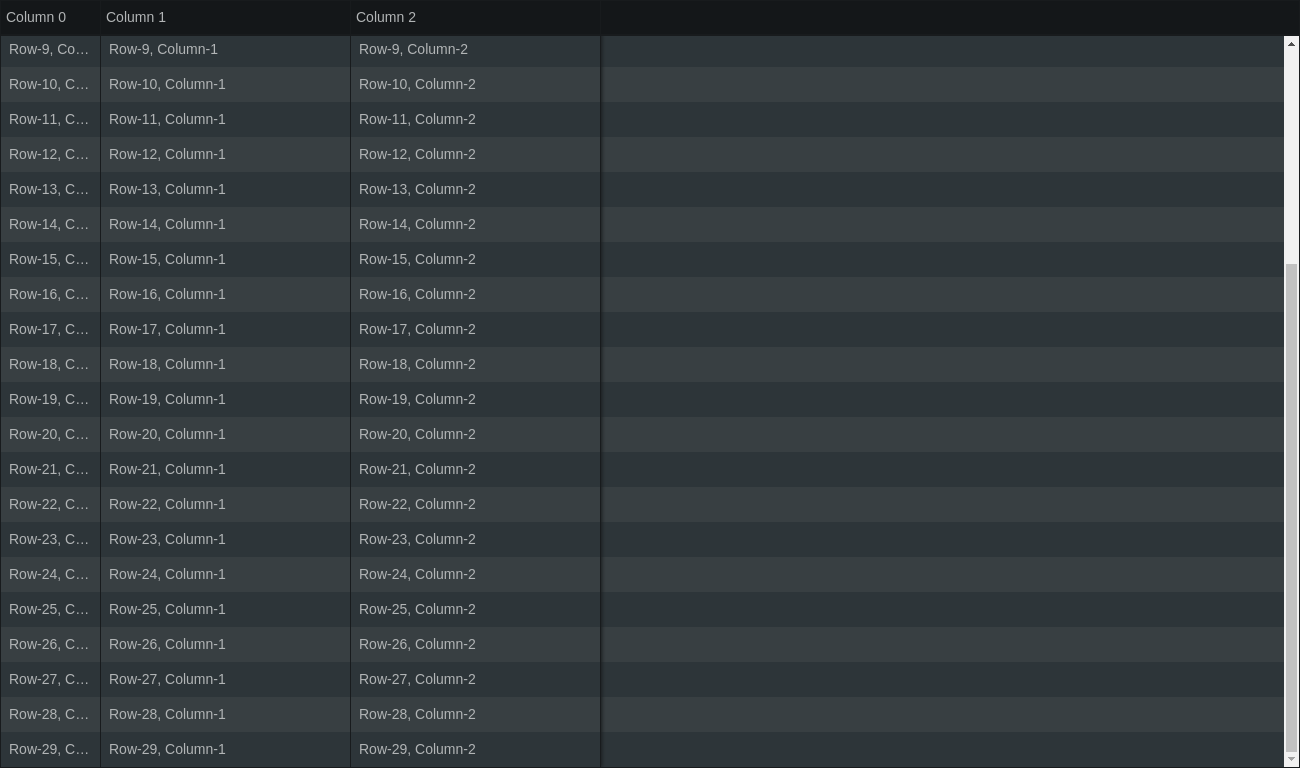 Column 0 Column 1 Column 2
Row-9, Co... Row-9, Column-1 Row-9, Column-2
Row-10, C... Row-10, Column-1 Row-10, Column-2
Row-11, C... Row-11, Column-1 Row-11, Column-2
Row-12, C... Row-12, Column-1 Row-12, Column-2
Row-13, C... Row-13, Column-1 Row-13, Column-2
Row-14, C... Row-14, Column-1 Row-14, Column-2
Row-15, C... Row-15, Column-1 Row-15, Column-2
Row-16, C... Row-16, Column-1 Row-16, Column-2
Row-17, C... Row-17, Column-1 Row-17, Column-2
Row-18, C... Row-18, Column-1 Row-18, Column-2
Row-19, C... Row-19, Column-1 Row-19, Column-2
Row-20, C... Row-20, Column-1 Row-20, Column-2
Row-21, C... Row-21, Column-1 Row-21, Column-2
Row-22, C... Row-22, Column-1 Row-22, Column-2
Row-23, C... Row-23, Column-1 Row-23, Column-2
Row-24, C... Row-24, Column-1 Row-24, Column-2
Row-25, C... Row-25, Column-1 Row-25, Column-2
Row-26, C... Row-26, Column-1 Row-26, Column-2
Row-27, C... Row-27, Column-1 Row-27, Column-2
Row-28, C... Row-28, Column-1 Row-28, Column-2
Row-29, C... Row-29, Column-1 Row-29, Column-2